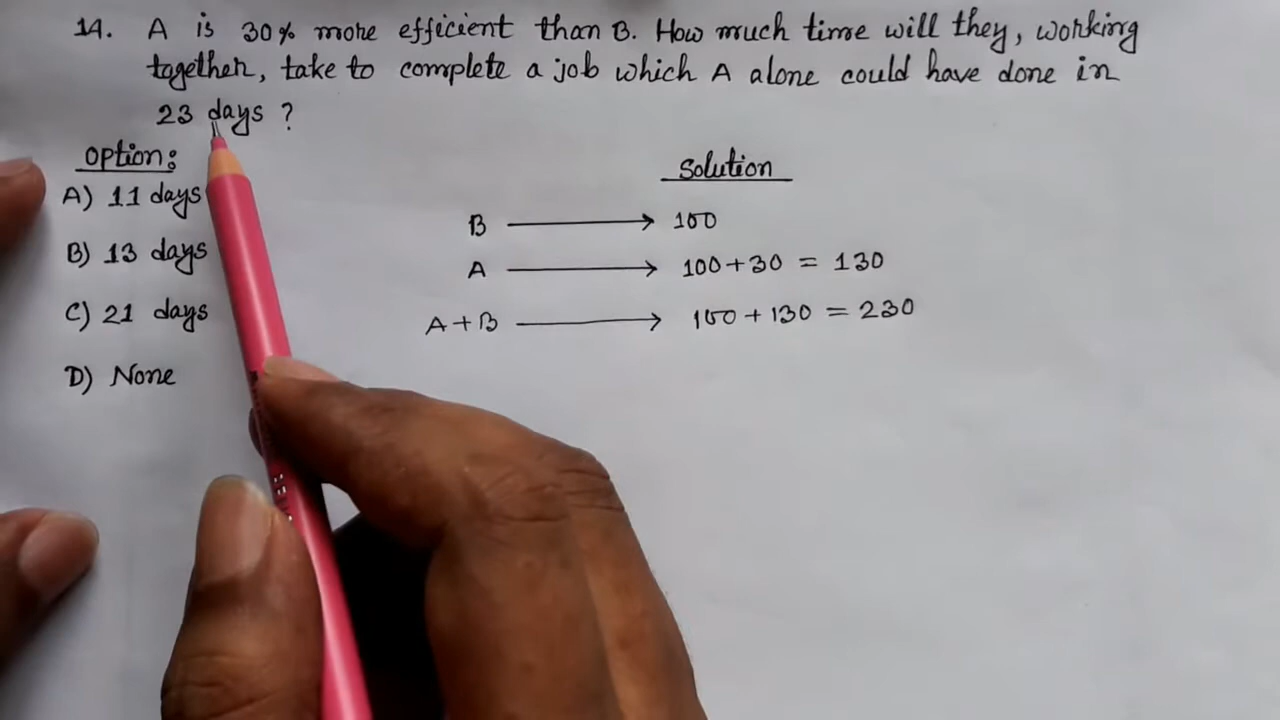 14. A is 30% more efficient than B. How much time will they, working
together, take to complete a job which A alone could have done in
23 days ?
Option:
A) 11 days
B) 13 days
C) 21 days
D) None
Solution
B ⟶ 100
A ⟶ 100+30 = 130
A+B ⟶ 100+130 = 230